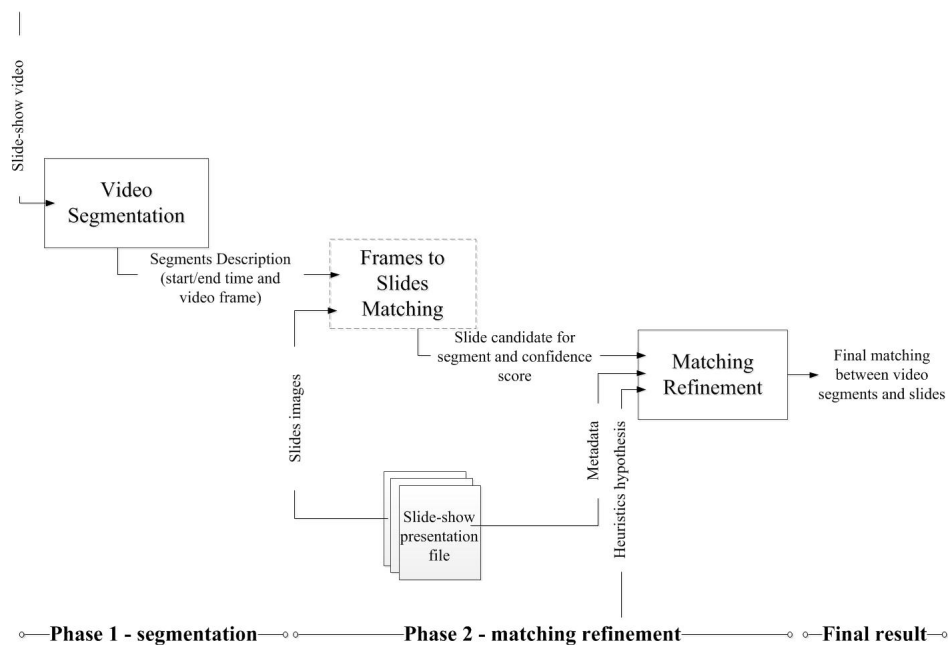 Slide-show video
Video
Segmentation
Segments Description
(start/end time and
video frame)
Frames to
Slides
Matching
Slides images
Slide candidate for
segment and confidence
score
Slide-show
presentation
file
Metadata
Heuristics hypothesis
Matching
Refinement
Final matching
between video
segments and slides
Phase 1 - segmentation
Phase 2 - matching refinement
Final result